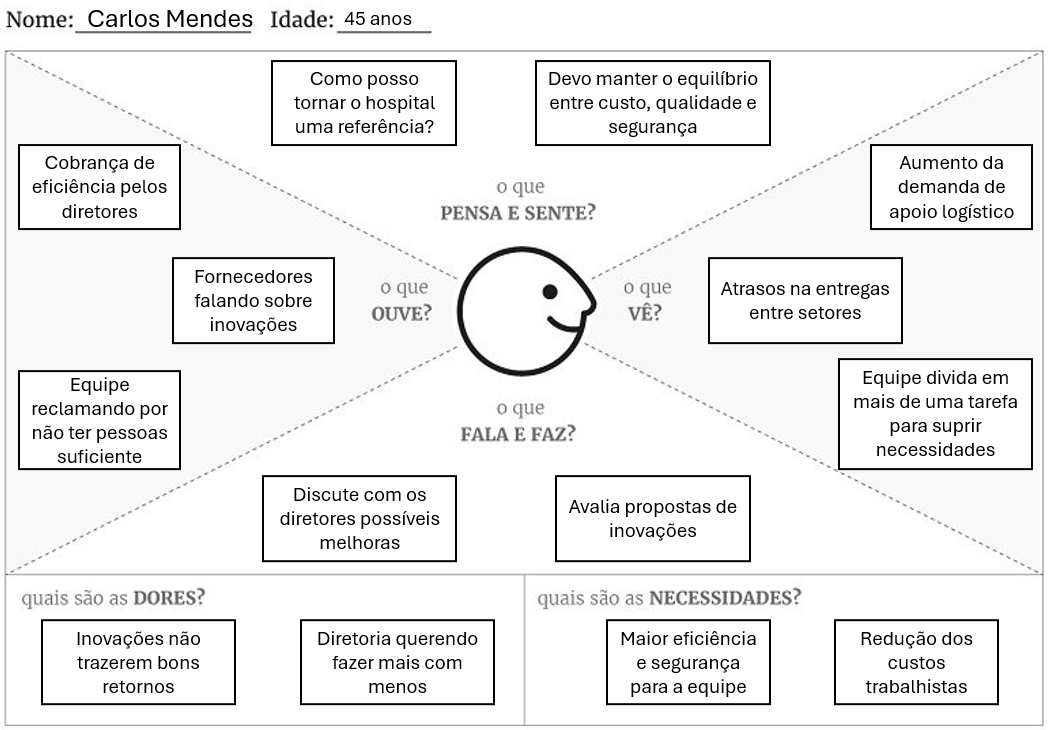 Nome: Carlos Mendes Idade: 45 anos
Como posso
tornar o hospital
uma referência?
Devo manter o equilíbrio
entre custo, qualidade e
segurança
o que
PENSA E SENTE?
Cobrança de
eficiência pelos
diretores
Fornecedores
falando sobre
inovações
Equipe
reclamando por
não ter pessoas
suficiente
o que
OUVE?
o que
VÊ?
Aumento da
demanda de
apoio logístico
Atrasos na entregas
entre setores
Equipe divida em
mais de uma tarefa
para suprir
necessidades
o que
FALA E FAZ?
Discute com os
diretores possíveis
melhoras
Avalia propostas de
inovações
quais são as DORES?
Inovações não
trazerem bons
retornos
Diretoria querendo
fazer mais com
menos
quais são as NECESSIDADES?
Maior eficiência
e segurança
para a equipe
Redução dos
custos
trabalhistas